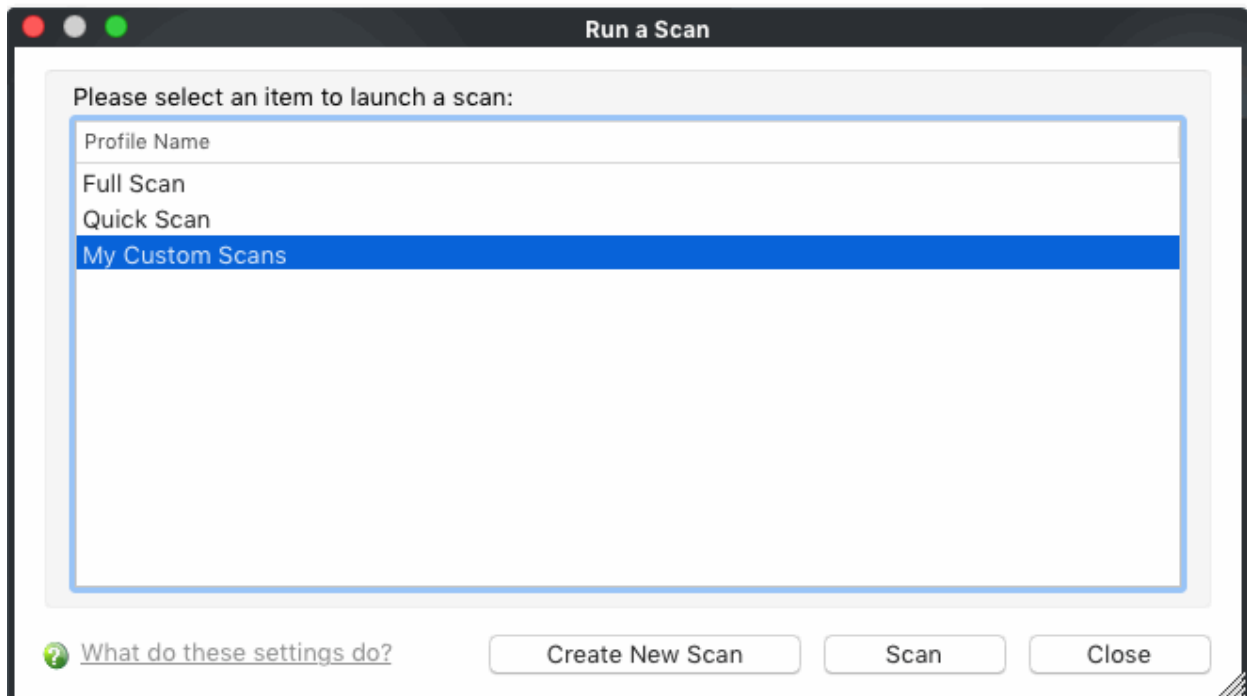 Run a Scan
Please select an item to launch a scan:
Profile Name
Full Scan
Quick Scan
My Custom Scans
What do these settings do?
Create New Scan
Scan
Close